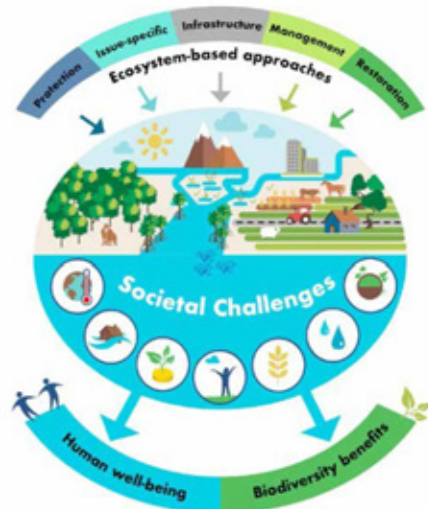 Protection
Issue-specific
Infrastructure
Management
Restoration
Ecosystem-based approaches
Societal Challenges
Human well-being
Biodiversity benefits